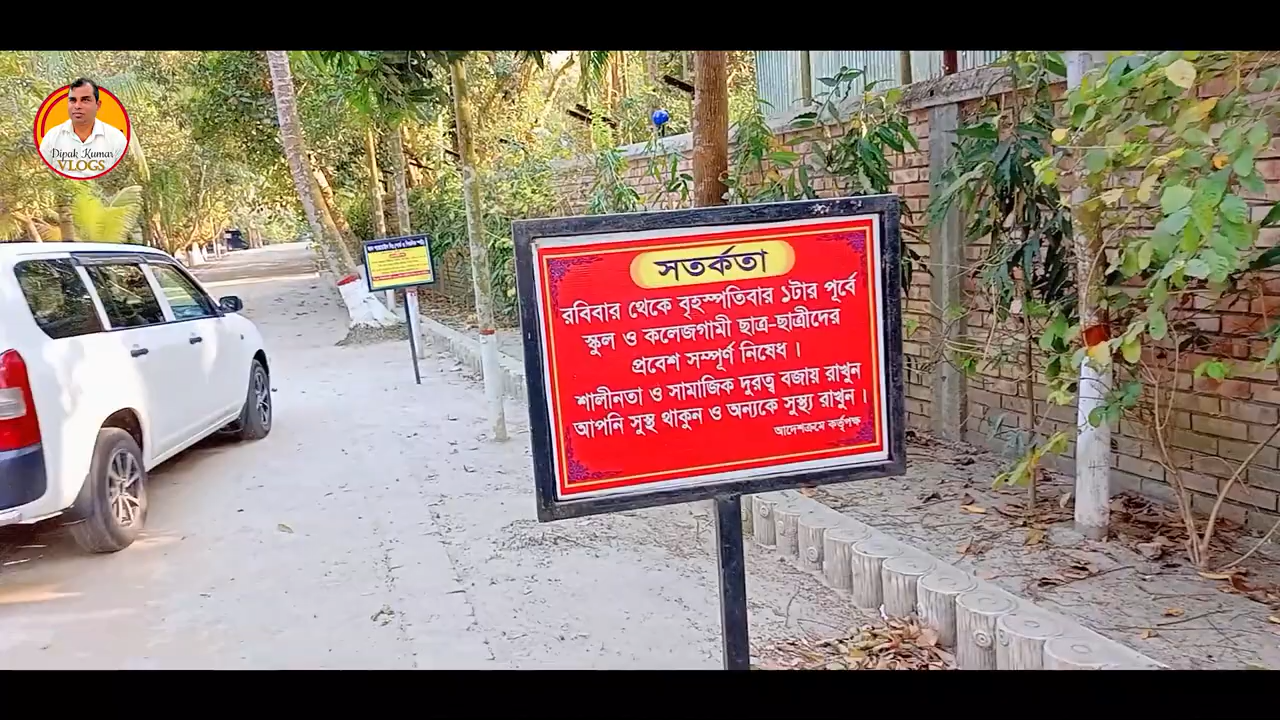 Dipak Kumar
VLOGS
সতর্কতা
রবিবার থেকে বৃহস্পতিবার ১টার পূর্বে
স্কুল ও কলেজগামী ছাত্র-ছাত্রীদের
প্রবেশ সম্পূর্ণ নিষেধ ।
শালীনতা ও সামাজিক দুরত্ব বজায় রাখুন
আপনি সুস্থ থাকুন ও অন্যকে সুস্থ্য রাখুন ।
আদেশক্রমে কর্তৃপক্ষ